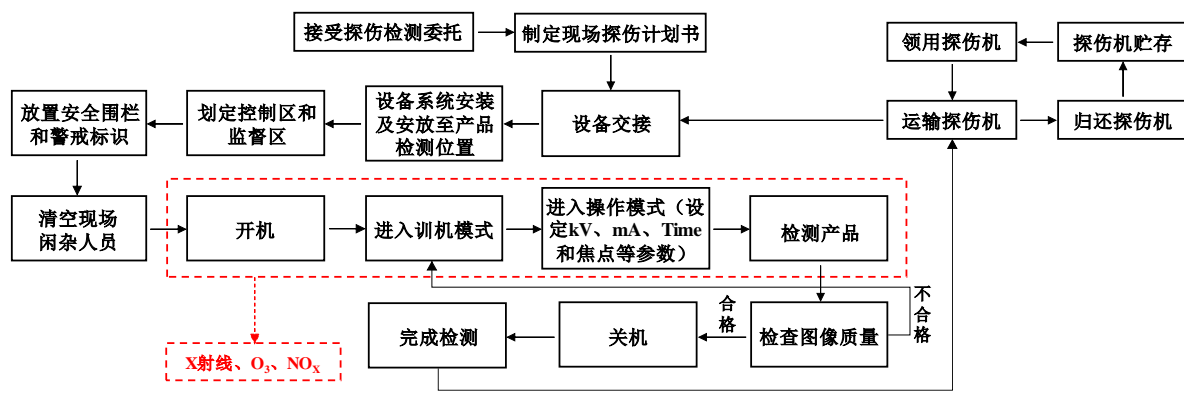 接受探伤检测委托
制定现场探伤计划书
领用探伤机
探伤机贮存
放置安全围栏
和警戒标识
划定控制区和
监督区
设备系统安装
及安放至产品
检测位置
设备交接
运输探伤机
归还探伤机
清空现场
闲杂人员
开机
进入训机模式
进入操作模式（设
定kV、mA、Time
和焦点等参数）
检测产品
不合格
合格
完成检测
关机
检查图像质量
X射线、O₃、NOX